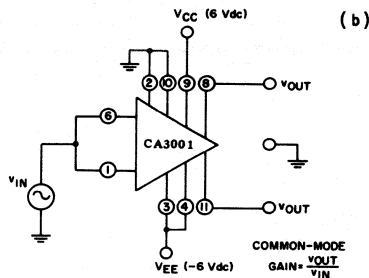 VCC (6 Vdc)
(b)
2 10 9 8
vOUT
6
CA3001
1
vIN
3 4 11
vOUT
VEE (-6 Vdc)
COMMON-MODE
GAIN= vOUT
vIN